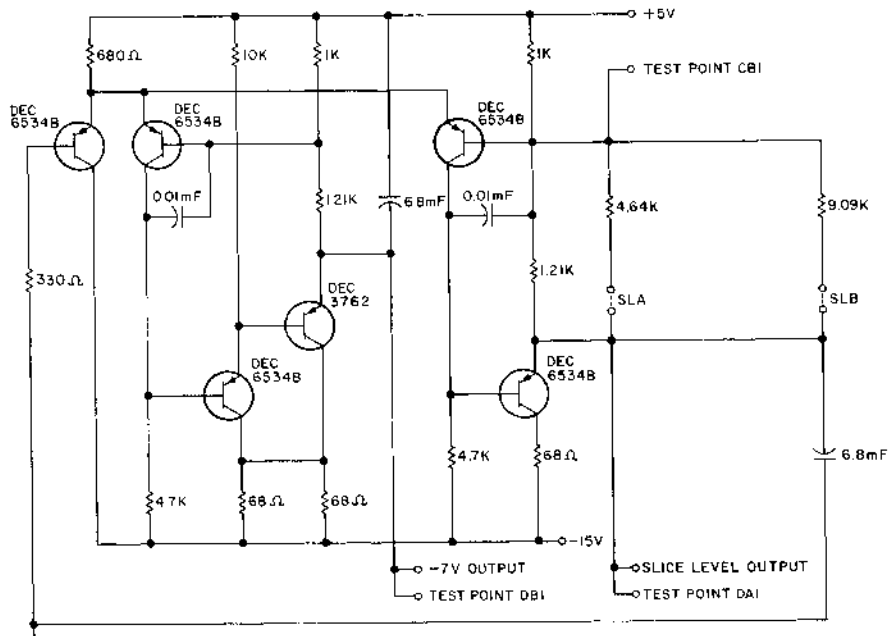 +5V
680Ω
10K
1K
1K
TEST POINT CB1
DEC
6534B
DEC
6534B
DEC
6534B
0.01mF
1.21K
6.8mF
0.01mF
4.64K
9.09K
330Ω
1.21K
SLA
SLB
DEC
3762
DEC
6534B
DEC
6534B
4.7K
68Ω
68Ω
4.7K
68Ω
6.8mF
-15V
-7V OUTPUT
SLICE LEVEL OUTPUT
TEST POINT DB1
TEST POINT DA1